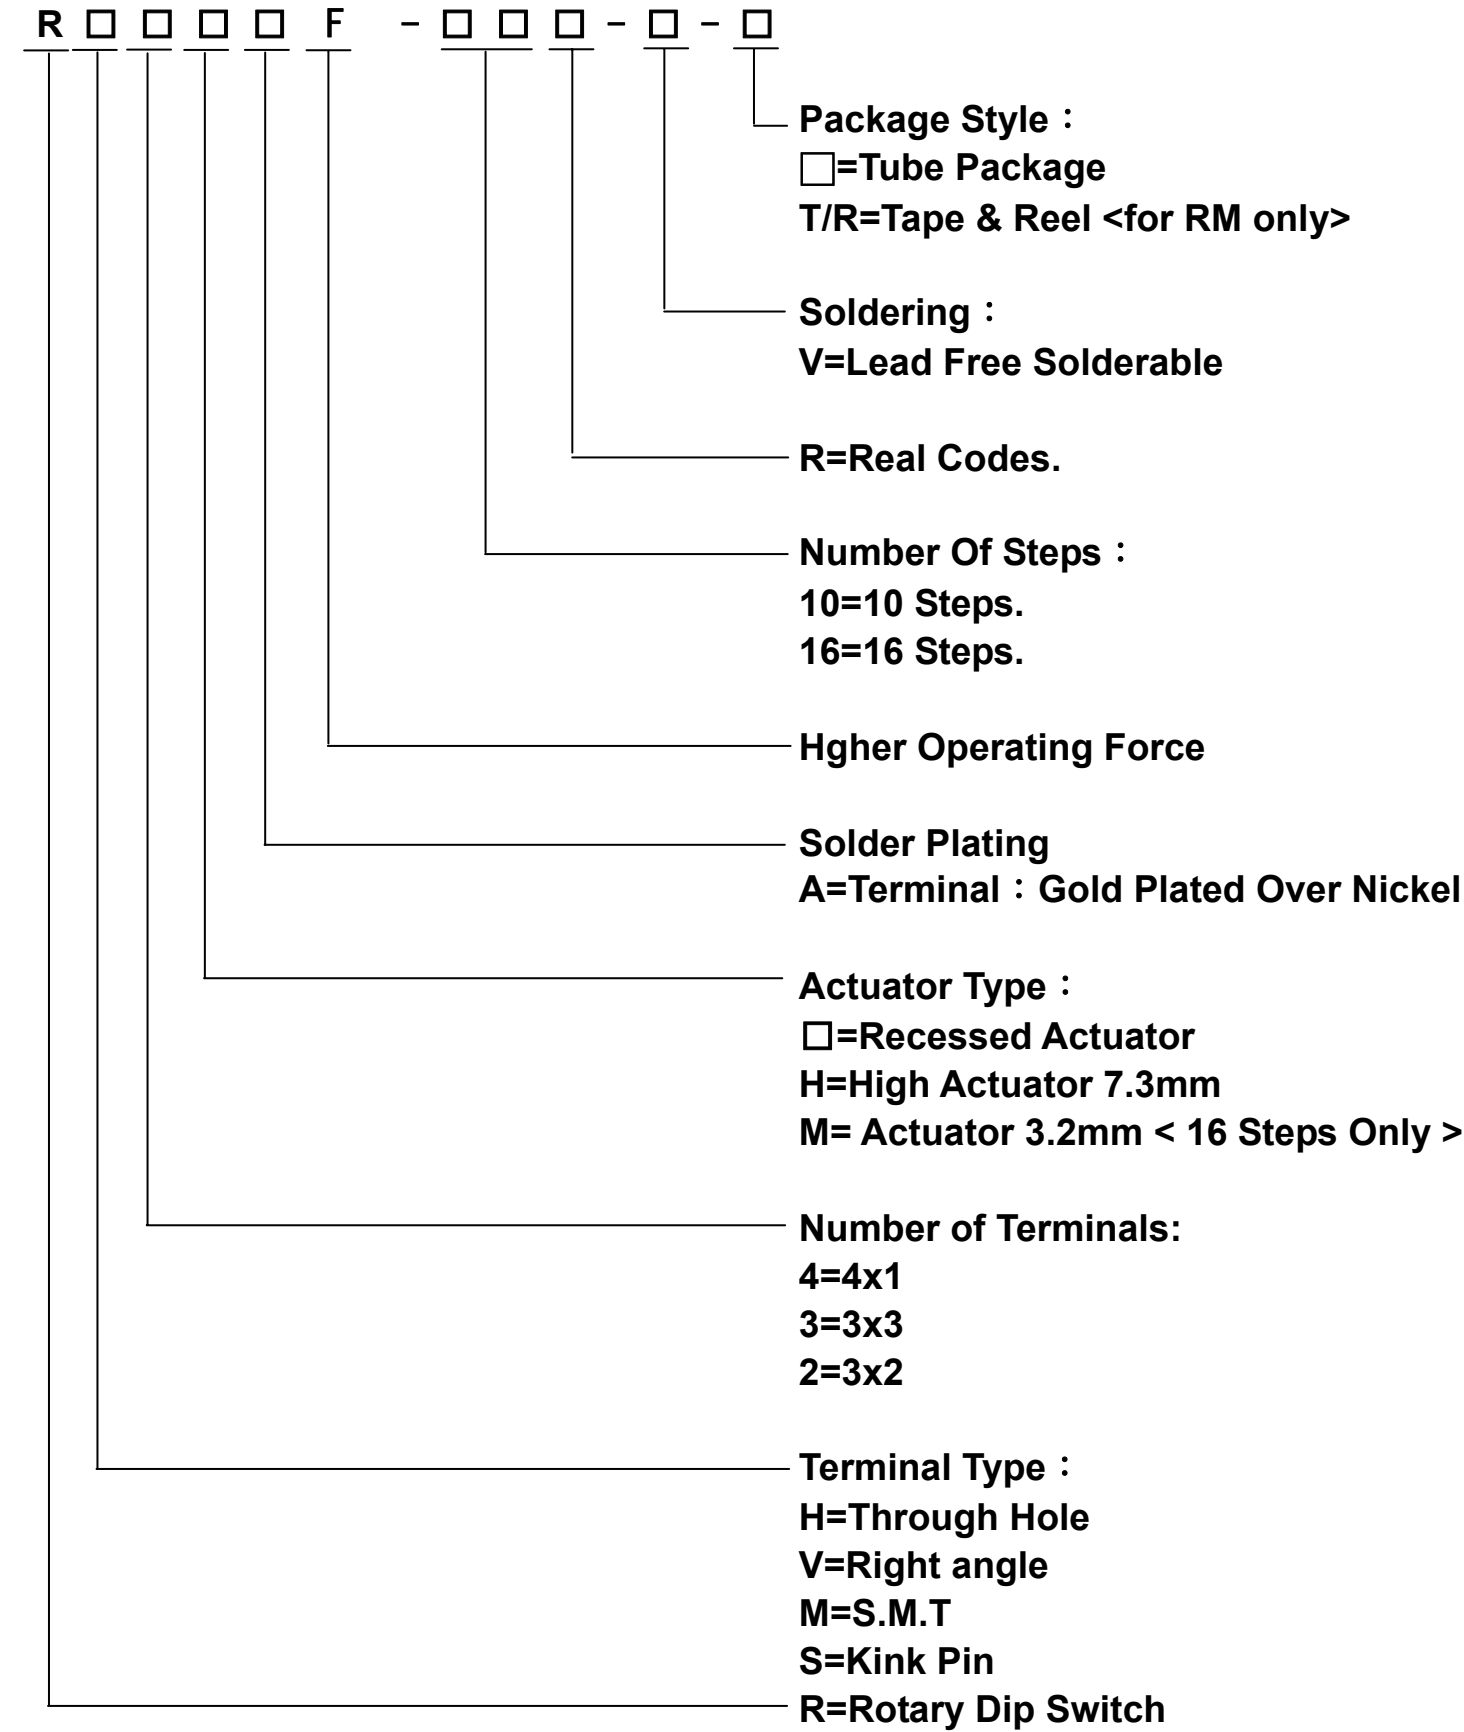 R □ □ □ □ F - □ □ □ - □ - □
Package Style：
□=Tube Package
T/R=Tape & Reel <for RM only>
Soldering：
V=Lead Free Solderable
R=Real Codes.
Number Of Steps：
10=10 Steps.
16=16 Steps.
Hgher Operating Force
Solder Plating
A=Terminal：Gold Plated Over Nickel
Actuator Type：
□=Recessed Actuator
H=High Actuator 7.3mm
M= Actuator 3.2mm < 16 Steps Only >
Number of Terminals:
4=4x1
3=3x3
2=3x2
Terminal Type：
H=Through Hole
V=Right angle
M=S.M.T
S=Kink Pin
R=Rotary Dip Switch